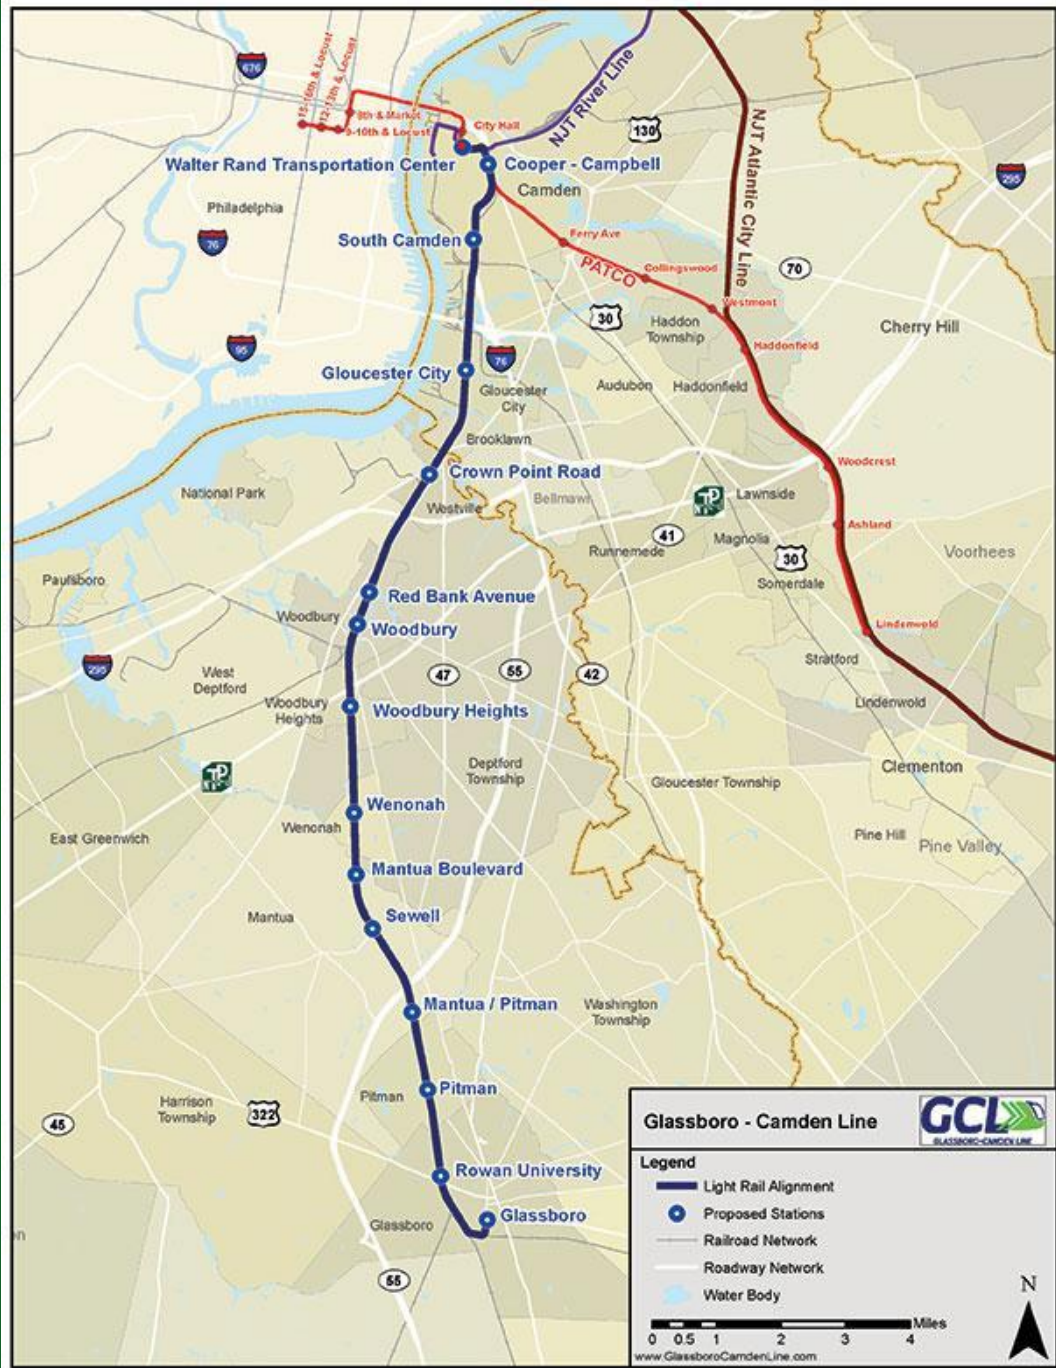 676
15-16th & Locust
12-13th & Locust
8th & Market
9-10th & Locust
City Hall
NJT River Line
130
NJT Atlantic City Line
295
Walter Rand Transportation Center
Cooper - Campbell
Camden
Philadelphia
76
South Camden
Ferry Ave
PATCO
Collingswood
70
Westmont
30
Haddon
Township
Cherry Hill
Haddonfield
95
76
Gloucester City
Gloucester
City
Audubon
Haddonfield
Brooklawn
Crown Point Road
Woodcrest
National Park
Westville
Bellmawr
Lawnside
41
Magnolia
Ashland
Runnemede
30
Voorhees
Somerdale
Paulsboro
Red Bank Avenue
Woodbury
Woodbury
Lindenwold
295
West
Deptford
47
55
42
Stratford
Woodbury
Heights
Woodbury Heights
Lindenwold
Deptford
Township
Gloucester Township
Clementon
Wenonah
Wenonah
East Greenwich
Pine Hill
Pine Valley
Mantua Boulevard
Mantua
Sewell
Mantua / Pitman
Washington
Township
Pitman
Pitman
Harrison
Township
322
45
Rowan University
Glassboro
Glassboro
55
Glassboro - Camden Line
GCL
GLASSBORO-CAMDEN LINE
Legend
Light Rail Alignment
Proposed Stations
Railroad Network
Roadway Network
Water Body
N
Miles
0 0.5 1 2 3 4
www.GlassboroCamdenLine.com